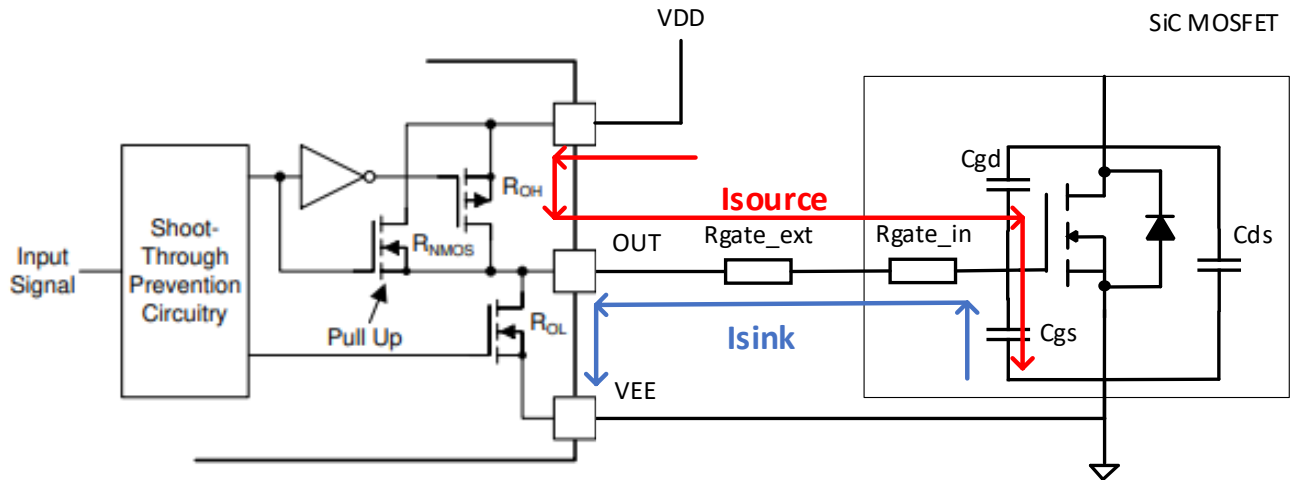 VDD
SiC MOSFET
Shoot-
Through
Prevention
Circuitry
Input
Signal
ROH
RNMOS
Pull Up
ROL
OUT
VEE
Isource
Rgate_ext
Rgate_in
Isink
Cgd
Cgs
Cds